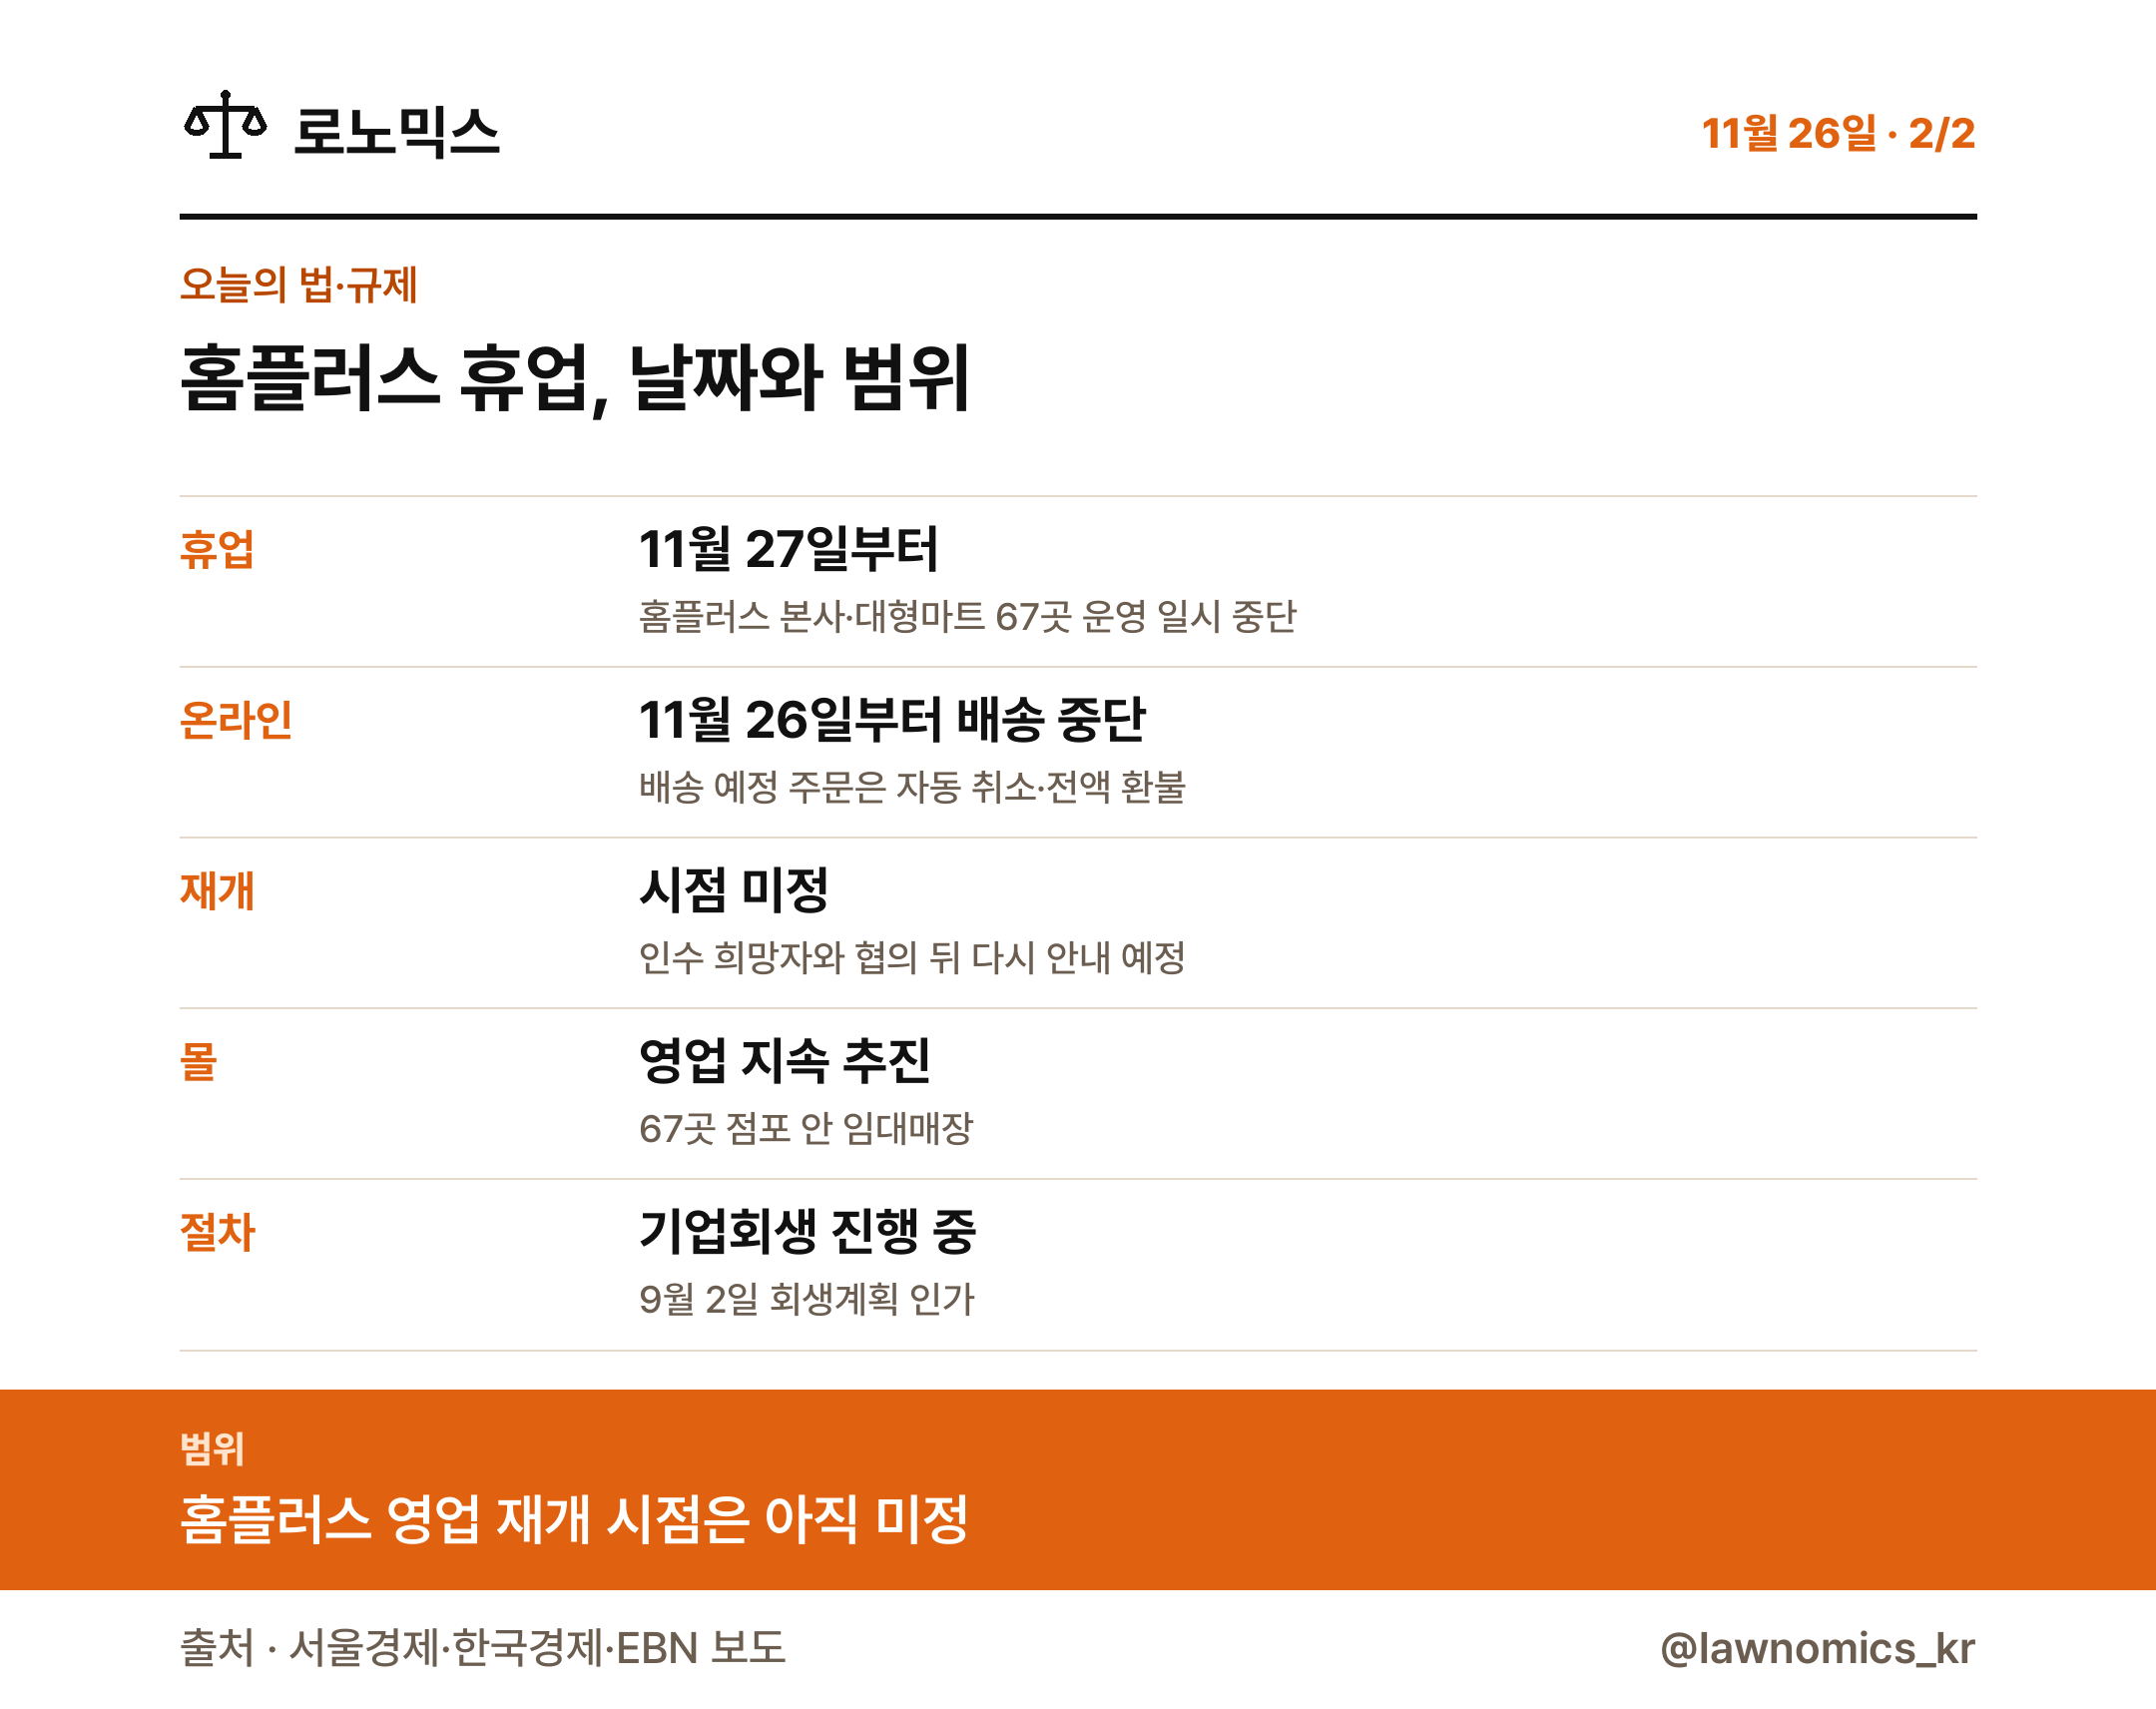 로노믹스
11월 26일 · 2/2
오늘의 법·규제
홈플러스 휴업, 날짜와 범위
휴업
11월 27일부터
홈플러스 본사·대형마트 67곳 운영 일시 중단
온라인
11월 26일부터 배송 중단
배송 예정 주문은 자동 취소·전액 환불
재개
시점 미정
인수 희망자와 협의 뒤 다시 안내 예정
몰
영업 지속 추진
67곳 점포 안 임대매장
절차
기업회생 진행 중
9월 2일 회생계획 인가
범위
홈플러스 영업 재개 시점은 아직 미정
출처 · 서울경제·한국경제·EBN 보도
@lawnomics_kr